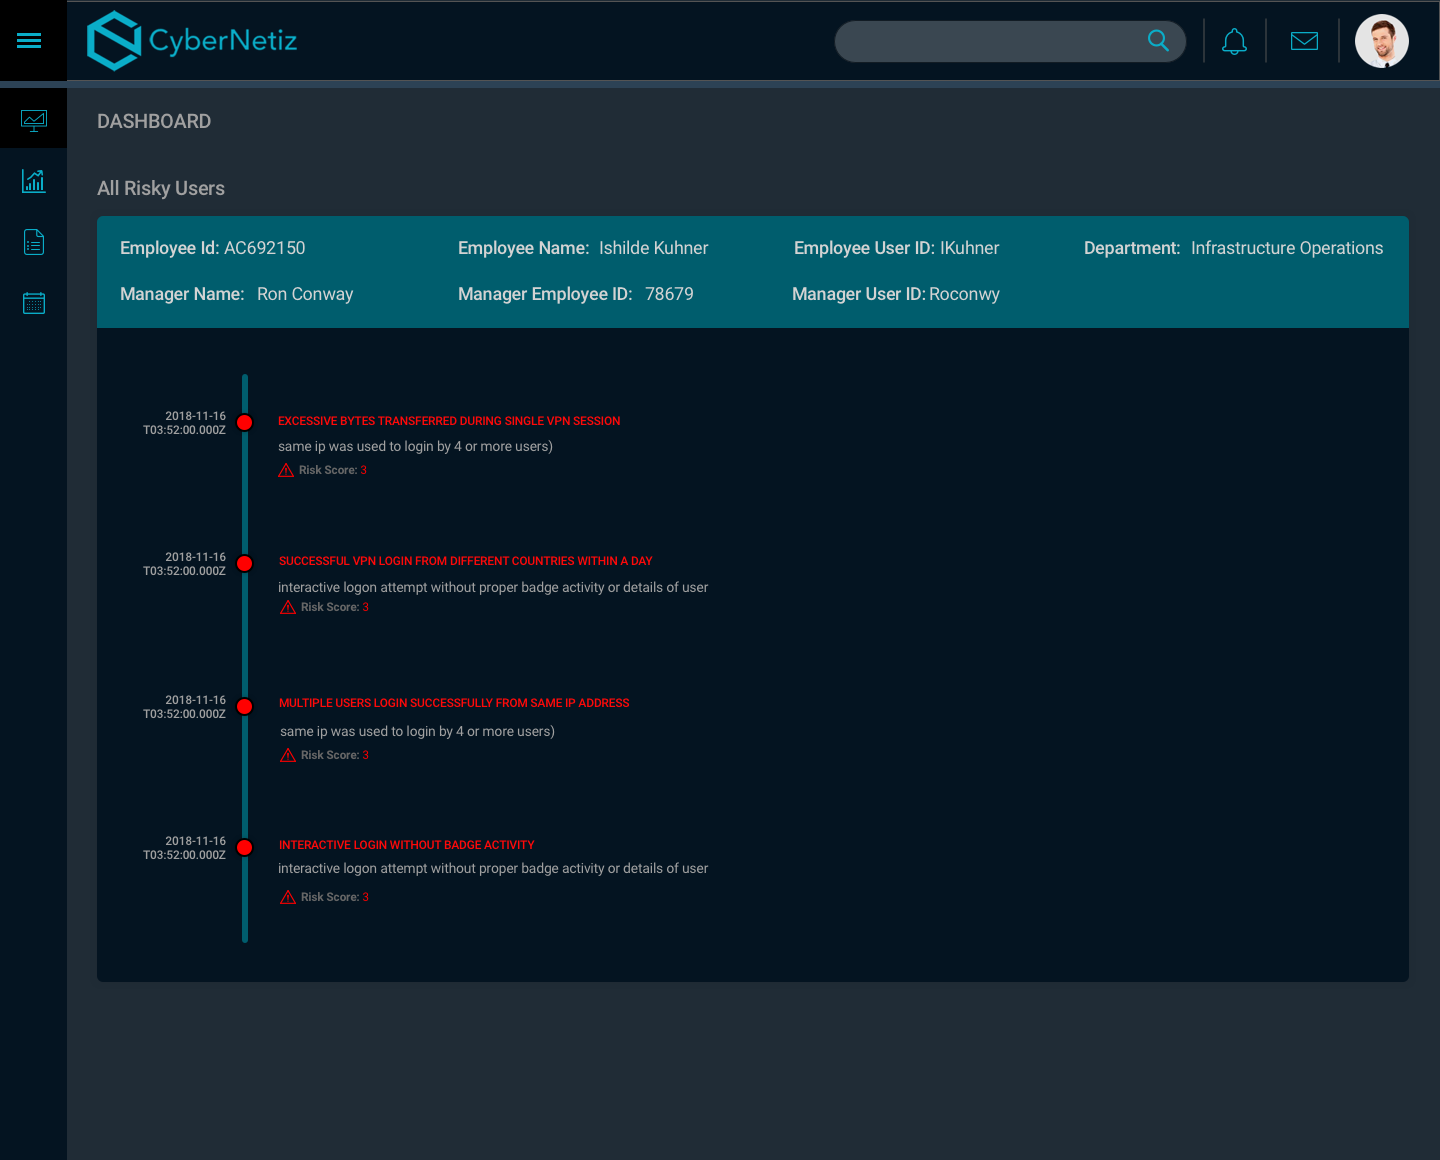 CyberNetiz
DASHBOARD
All Risky Users
Employee Id: AC692150 Employee Name: Ishilde Kuhner Employee User ID: IKuhner Department: Infrastructure Operations
Manager Name: Ron Conway Manager Employee ID: 78679 Manager User ID: Roconwy
2018-11-16
T03:52:00.000Z
EXCESSIVE BYTES TRANSFERRED DURING SINGLE VPN SESSION
same ip was used to login by 4 or more users)
Risk Score: 3
2018-11-16
T03:52:00.000Z
SUCCESSFUL VPN LOGIN FROM DIFFERENT COUNTRIES WITHIN A DAY
interactive logon attempt without proper badge activity or details of user
Risk Score: 3
2018-11-16
T03:52:00.000Z
MULTIPLE USERS LOGIN SUCCESSFULLY FROM SAME IP ADDRESS
same ip was used to login by 4 or more users)
Risk Score: 3
2018-11-16
T03:52:00.000Z
INTERACTIVE LOGIN WITHOUT BADGE ACTIVITY
interactive logon attempt without proper badge activity or details of user
Risk Score: 3